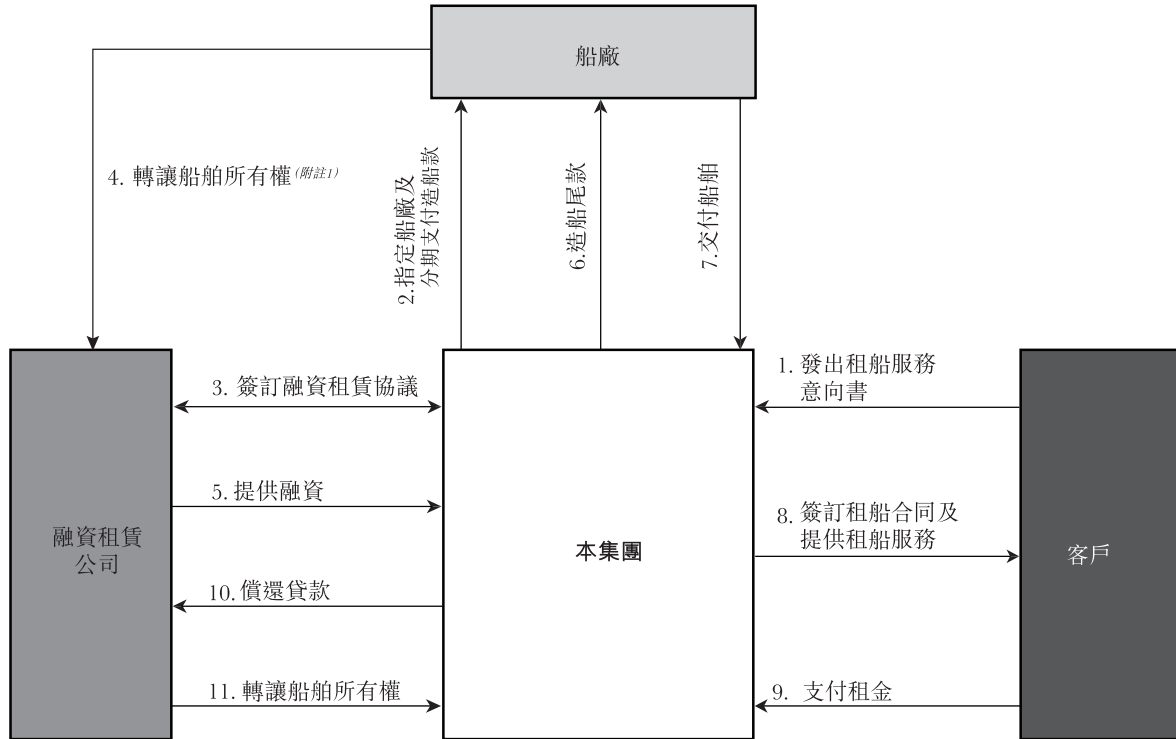 船廠
4. 轉讓船舶所有權(附註1)
2.指定船廠及
分期支付造船款
6.造船尾款
7.交付船舶
3. 簽訂融資租賃協議
1. 發出租船服務
意向書
5.提供融資
8. 簽訂租船合同及
提供租船服務
融資租賃
公司
本集團
客戶
10.償還貸款
11. 轉讓船舶所有權
9. 支付租金